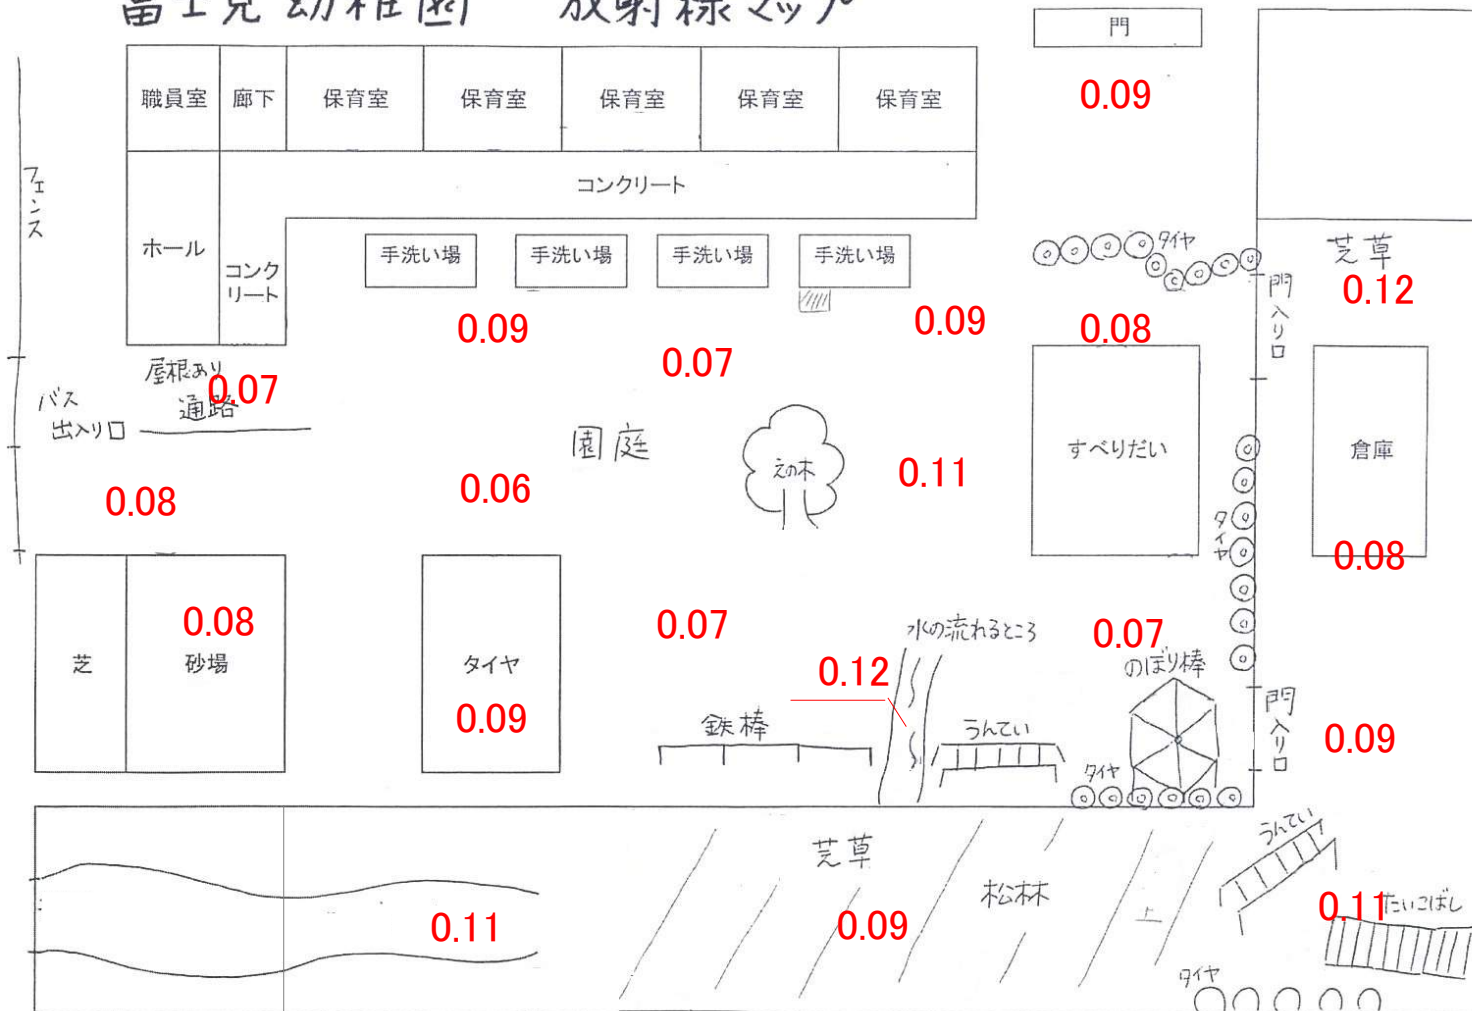 富士見幼稚園 放射線マップ
門
職員室 廊下 保育室 保育室 保育室 保育室 保育室
0.09
フェンス
コンクリート
ホール
コンク
リート
手洗い場 手洗い場 手洗い場 手洗い場
タイヤ
芝草
0.12
門入り口
0.09
0.07
0.09
0.08
屋根あり
通路
0.07
バス
出入り口
園庭
えの木
0.11
すべりだい
倉庫
0.08
0.06
タイヤ
0.08
0.08
芝
砂場
タイヤ
0.09
0.07
水の流れるところ
0.12
0.07
のぼり棒
鉄棒
うんてい
タイヤ
門入り口
0.09
芝草
松林
うんてい
0.11
0.09
0.11
たいこばし
タイヤ